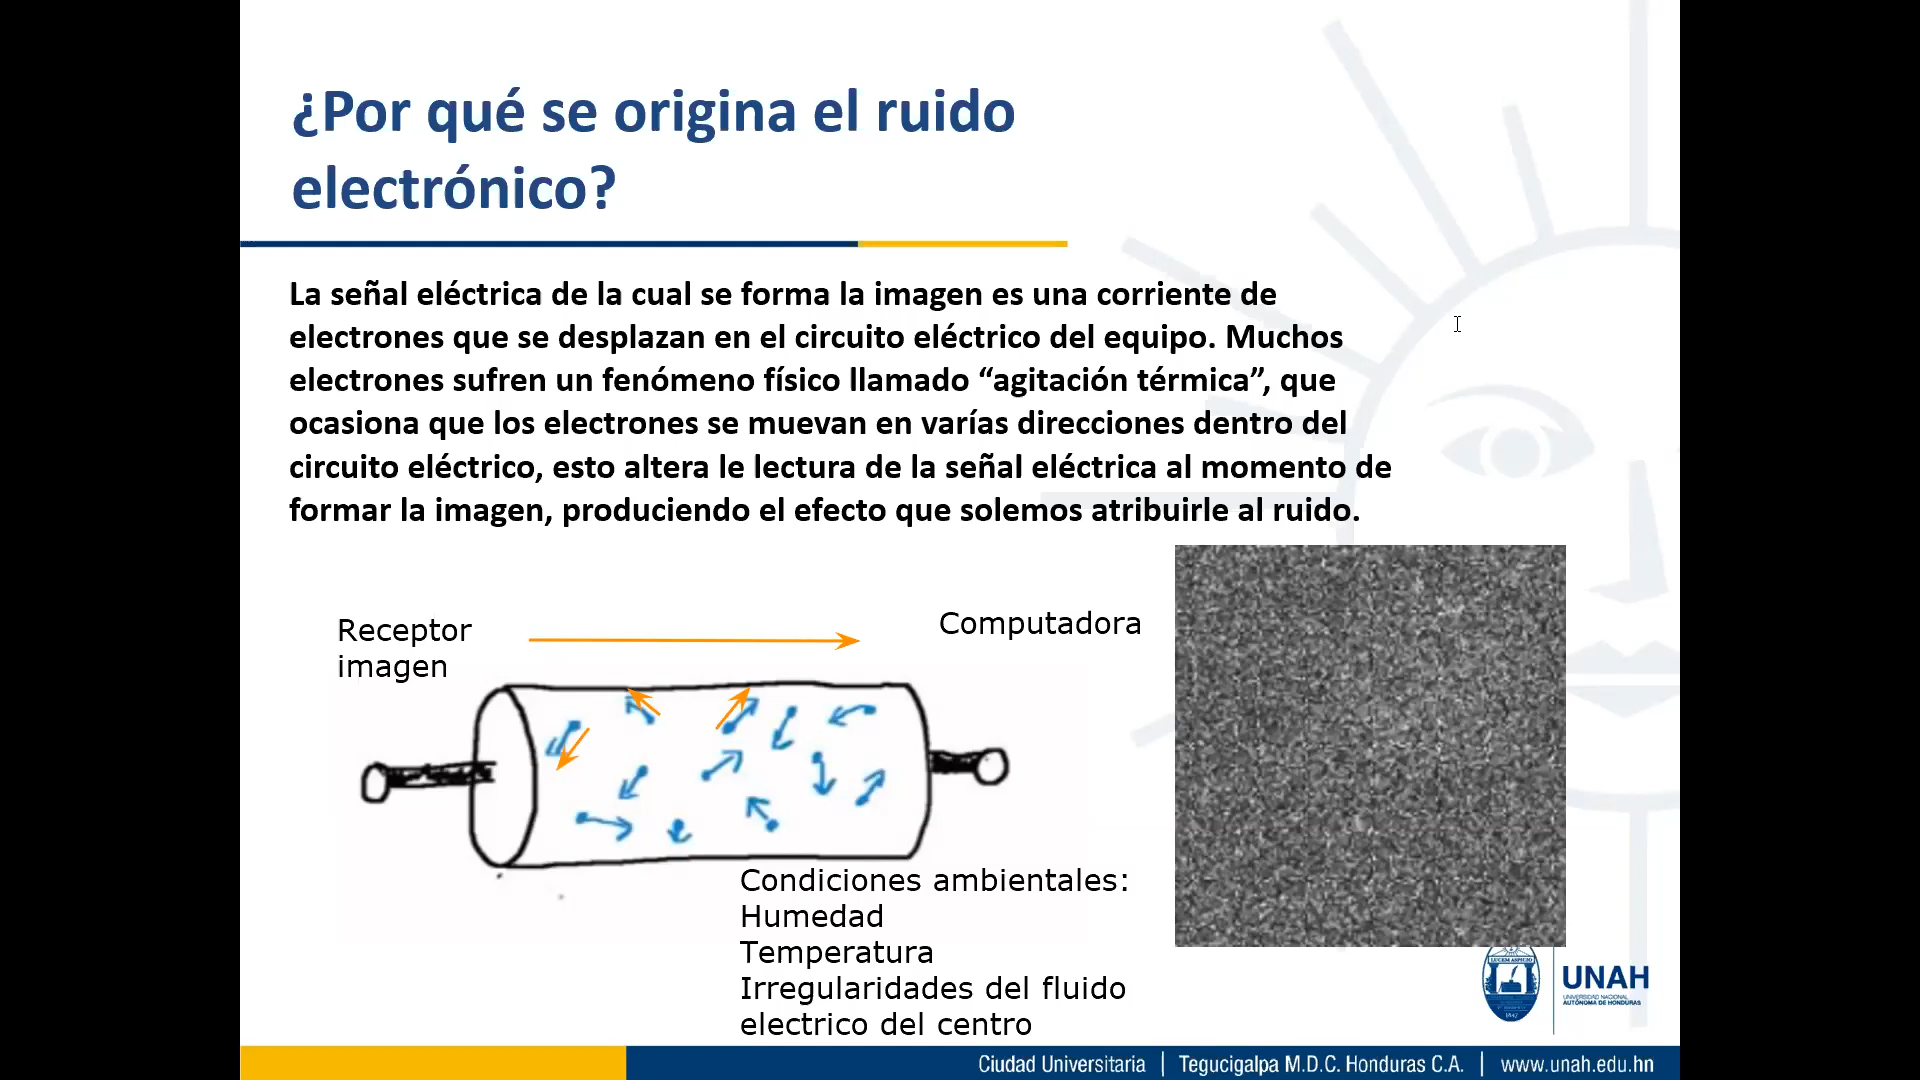 ¿Por qué se origina el ruido
electrónico?
La señal eléctrica de la cual se forma la imagen es una corriente de
electrones que se desplazan en el circuito eléctrico del equipo. Muchos
electrones sufren un fenómeno físico llamado “agitación térmica”, que
ocasiona que los electrones se muevan en varías direcciones dentro del
circuito eléctrico, esto altera le lectura de la señal eléctrica al momento de
formar la imagen, produciendo el efecto que solemos atribuirle al ruido.
Receptor
imagen
Computadora
Condiciones ambientales:
Humedad
Temperatura
Irregularidades del fluido
electrico del centro
LUCEM ASPICIO
UNAH
UNIVERSIDAD NACIONAL
AUTÓNOMA DE HONDURAS
Ciudad Universitaria | Tegucigalpa M.D.C. Honduras C.A. | www.unah.edu.hn